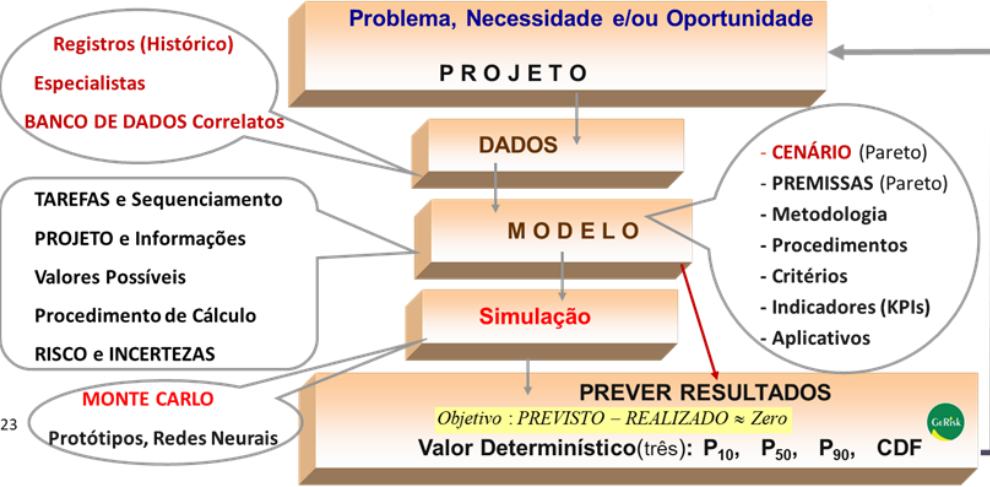 Problema, Necessidade e/ou Oportunidade
P R O J E T O
Registros (Histórico)
Especialistas
BANCO DE DADOS Correlatos
DADOS
- CENÁRIO (Pareto)
- PREMISSAS (Pareto)
- Metodologia
- Procedimentos
- Critérios
- Indicadores (KPIs)
- Aplicativos
TAREFAS e Sequenciamento
PROJETO e Informações
Valores Possíveis
Procedimento de Cálculo
RISCO e INCERTEZAS
M O D E L O
Simulação
MONTE CARLO
Protótipos, Redes Neurais
23
PREVER RESULTADOS
Objetivo : PREVISTO – REALIZADO ≈ Zero
Valor Determinístico(três): P10, P50, P90, CDF
GeRisk